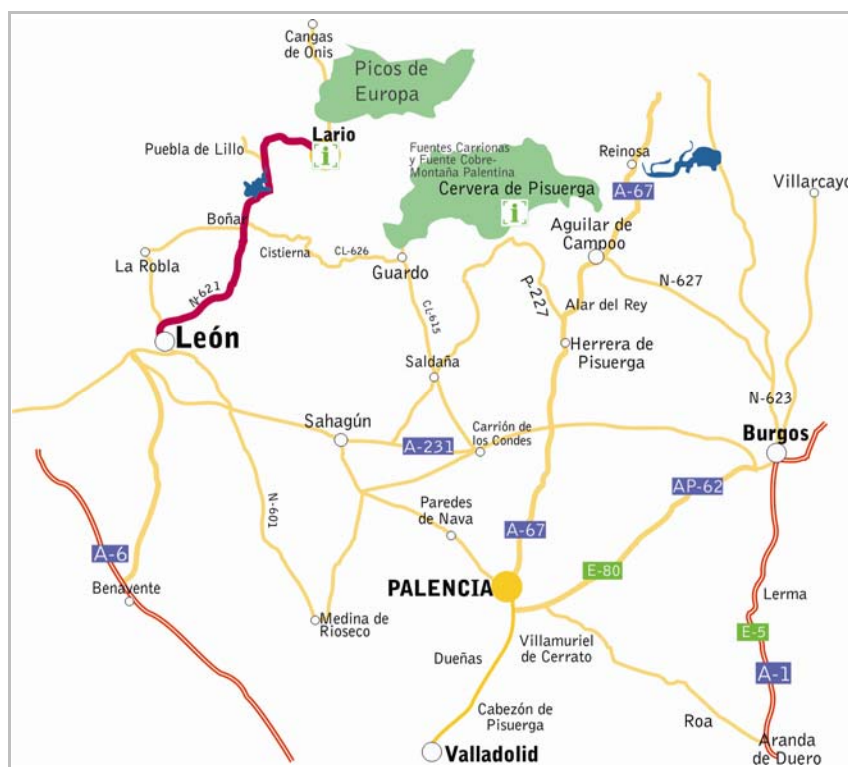 Cangas
de Onis
Picos de
Europa
Lario
i
Puebla de Lillo
Fuentes Carrionas
y Fuente Cobre-
Montaña Palentina
Cervera de Pisuerga
i
Reinosa
A-67
Villarcayo
Boñar
Cistierna
CL-626
Guardo
La Robla
Aguilar de
Campoo
N-627
N-621
P-227
Alar del Rey
CL-615
León
Herrera de
Pisuerga
Saldaña
N-623
Sahagún
A-231
Carrión de
los Condes
Burgos
AP-62
N-601
Paredes
de Nava
A-67
A-6
E-80
Benavente
PALENCIA
Lerma
Medina de
Rioseco
E-5
Villamuriel
de Cerrato
Dueñas
A-1
Cabezón de
Pisuerga
Roa
Valladolid
Aranda
de Duero